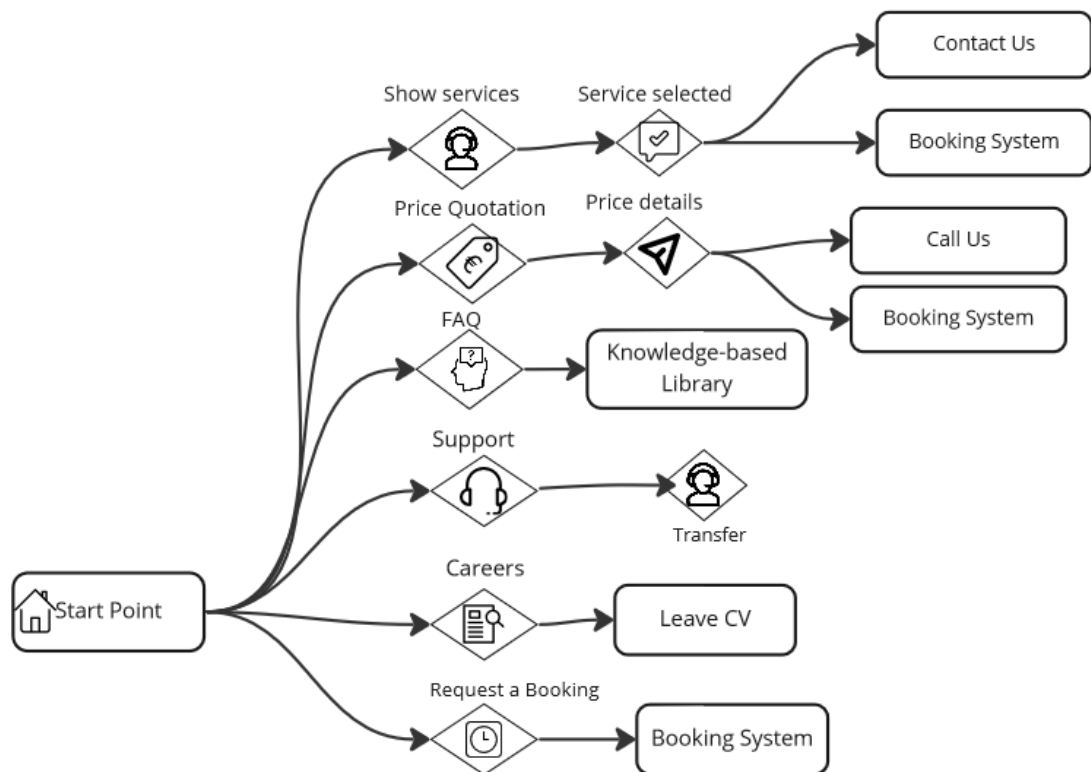 Contact Us
Show services
Service selected
Booking System
Price Quotation
Price details
Call Us
Booking System
FAQ
?
Knowledge-based
Library
Support
Transfer
Careers
Start Point
Leave CV
Request a Booking
Booking System